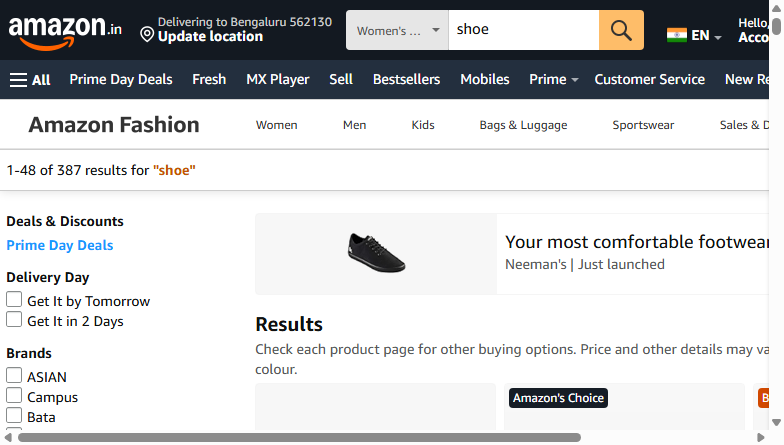 amazon.in
Delivering to Bengaluru 562130
Update location
Women's ...
shoe
EN
Hello,
Acco
All Prime Day Deals Fresh MX Player Sell Bestsellers Mobiles Prime Customer Service New Re
Amazon Fashion Women Men Kids Bags & Luggage Sportswear Sales & D
1-48 of 387 results for "shoe"
Deals & Discounts
Prime Day Deals
Delivery Day
Get It by Tomorrow
Get It in 2 Days
Brands
ASIAN
Campus
Bata
Your most comfortable footwear
Neeman's | Just launched
Results
Check each product page for other buying options. Price and other details may va
colour.
Amazon's Choice
B